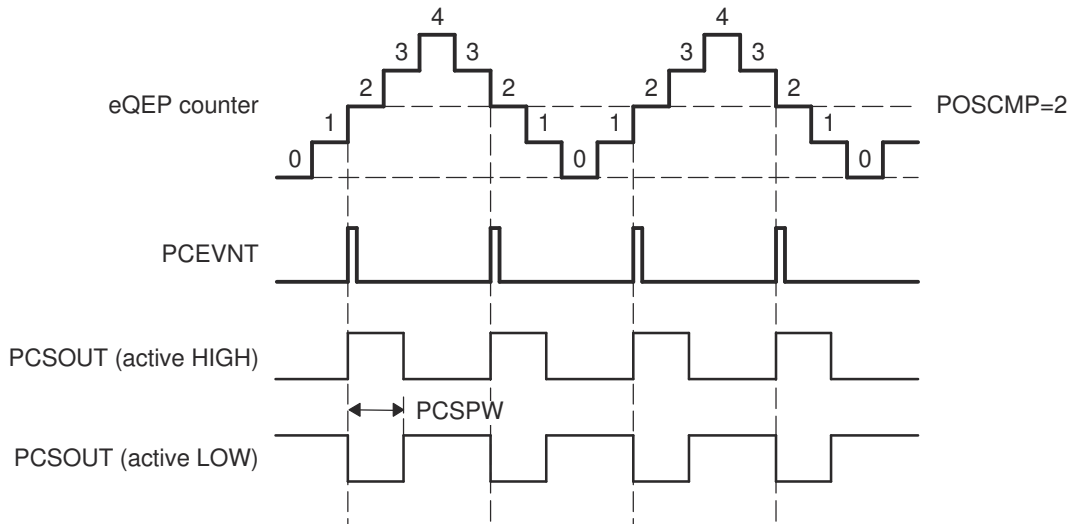 4 4
3 3 3 3
2 2 2 2
eQEP counter POSCMP=2
1 1 1 1
0 0 0
PCEVNT
PCSOUT (active HIGH)
PCSPW
PCSOUT (active LOW)